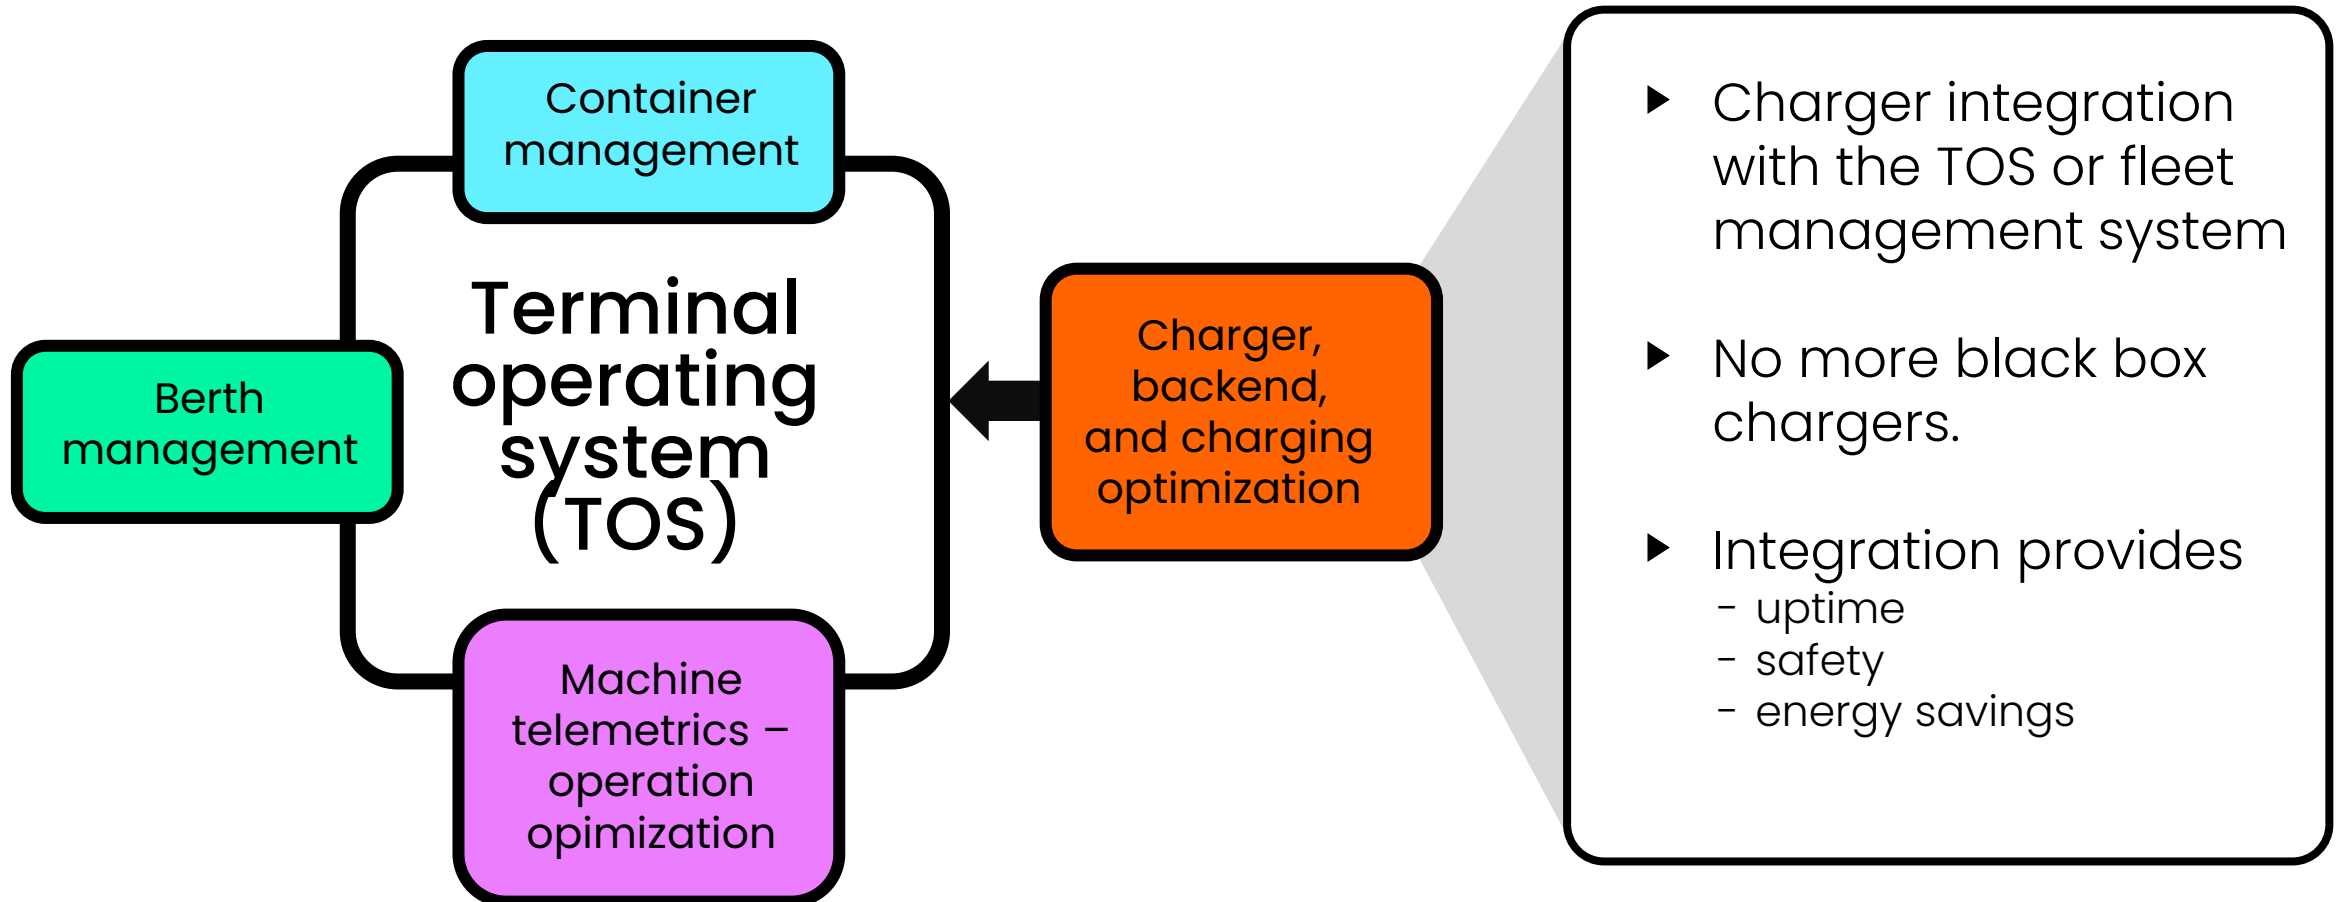 Container
management
Terminal
operating
system
(TOS)
Berth
management
Machine
telemetrics –
operation
opimization
Charger,
backend,
and charging
optimization
Charger integration
with the TOS or fleet
management system
No more black box
chargers.
Integration provides
- uptime
- safety
- energy savings